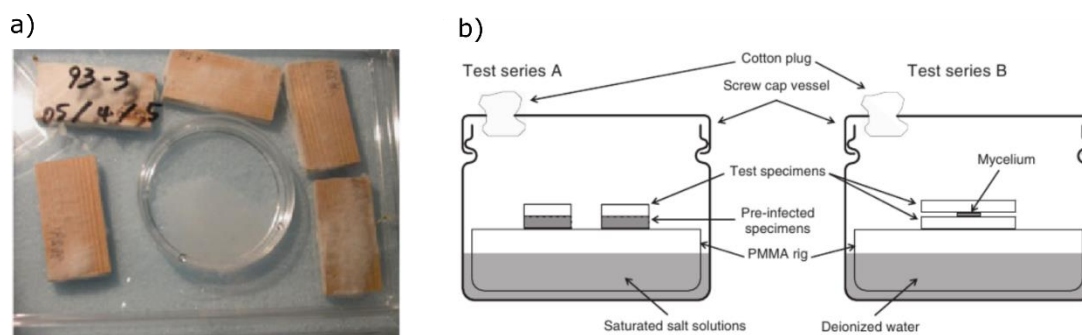 a)
93-3
05/4/5
b)
Cotton plug
Test series A
Test series B
Screw cap vessel
Mycelium
Test specimens
Pre-infected
specimens
PMMA rig
Saturated salt solutions
Deionized water